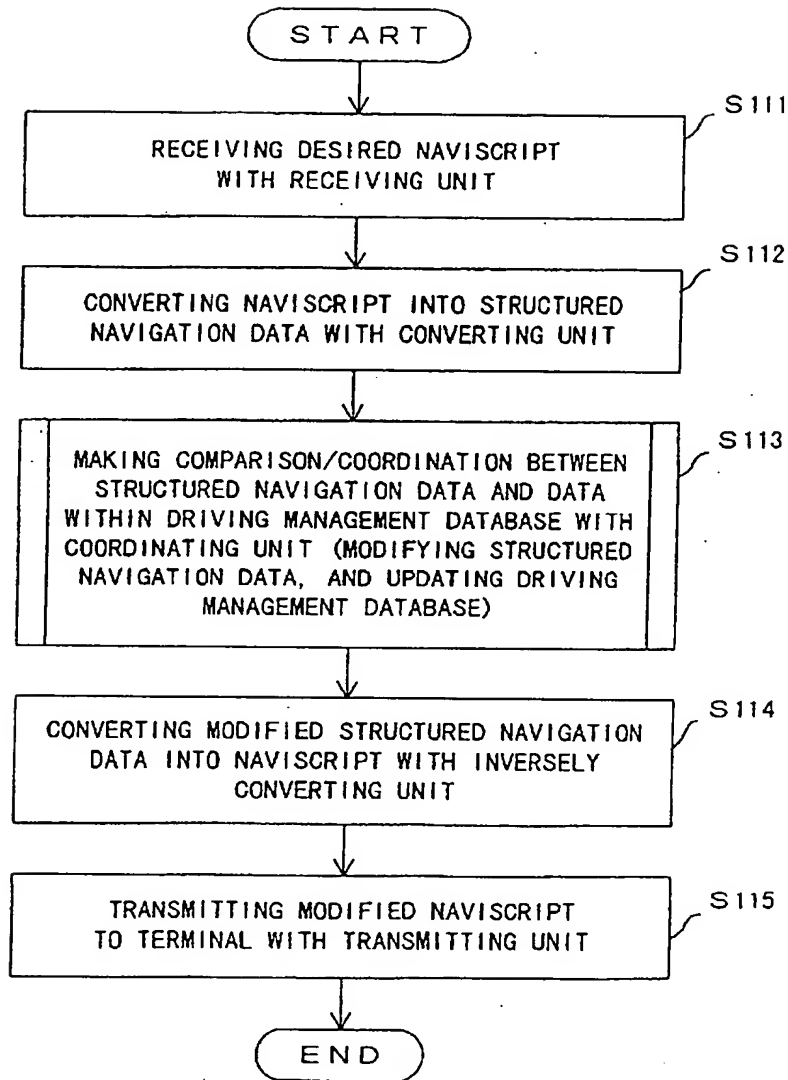 START
S111
RECEIVING DESIRED NAVISCRIPT
WITH RECEIVING UNIT
S112
CONVERTING NAVISCRIPT INTO STRUCTURED
NAVIGATION DATA WITH CONVERTING UNIT
S113
MAKING COMPARISON/COORDINATION BETWEEN
STRUCTURED NAVIGATION DATA AND DATA
WITHIN DRIVING MANAGEMENT DATABASE WITH
COORDINATING UNIT (MODIFYING STRUCTURED
NAVIGATION DATA, AND UPDATING DRIVING
MANAGEMENT DATABASE)
S114
CONVERTING MODIFIED STRUCTURED NAVIGATION
DATA INTO NAVISCRIPT WITH INVERSELY
CONVERTING UNIT
S115
TRANSMITTING MODIFIED NAVISCRIPT
TO TERMINAL WITH TRANSMITTING UNIT
END